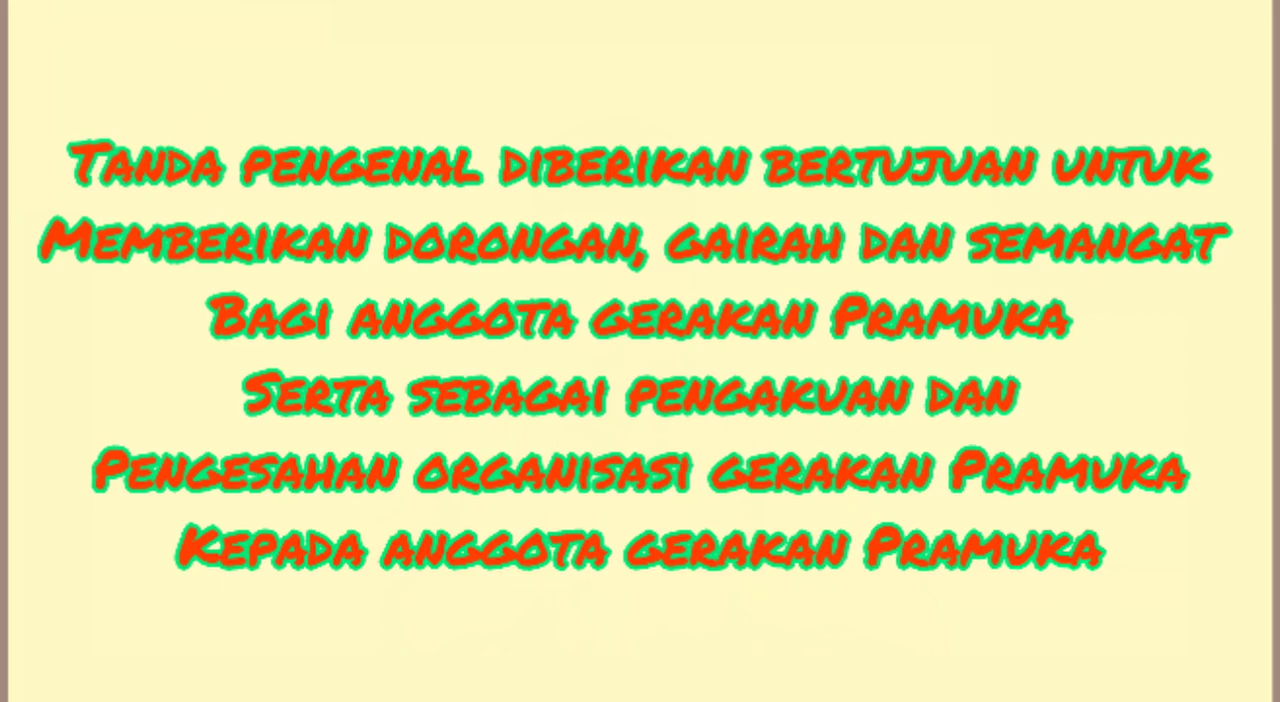 Tanda pengenal diberikan bertujuan untuk
Memberikan dorongan, gairah dan semangat
Bagi anggota gerakan Pramuka
Serta sebagai pengakuan dan
Pengesahan organisasi gerakan Pramuka
Kepada anggota gerakan Pramuka